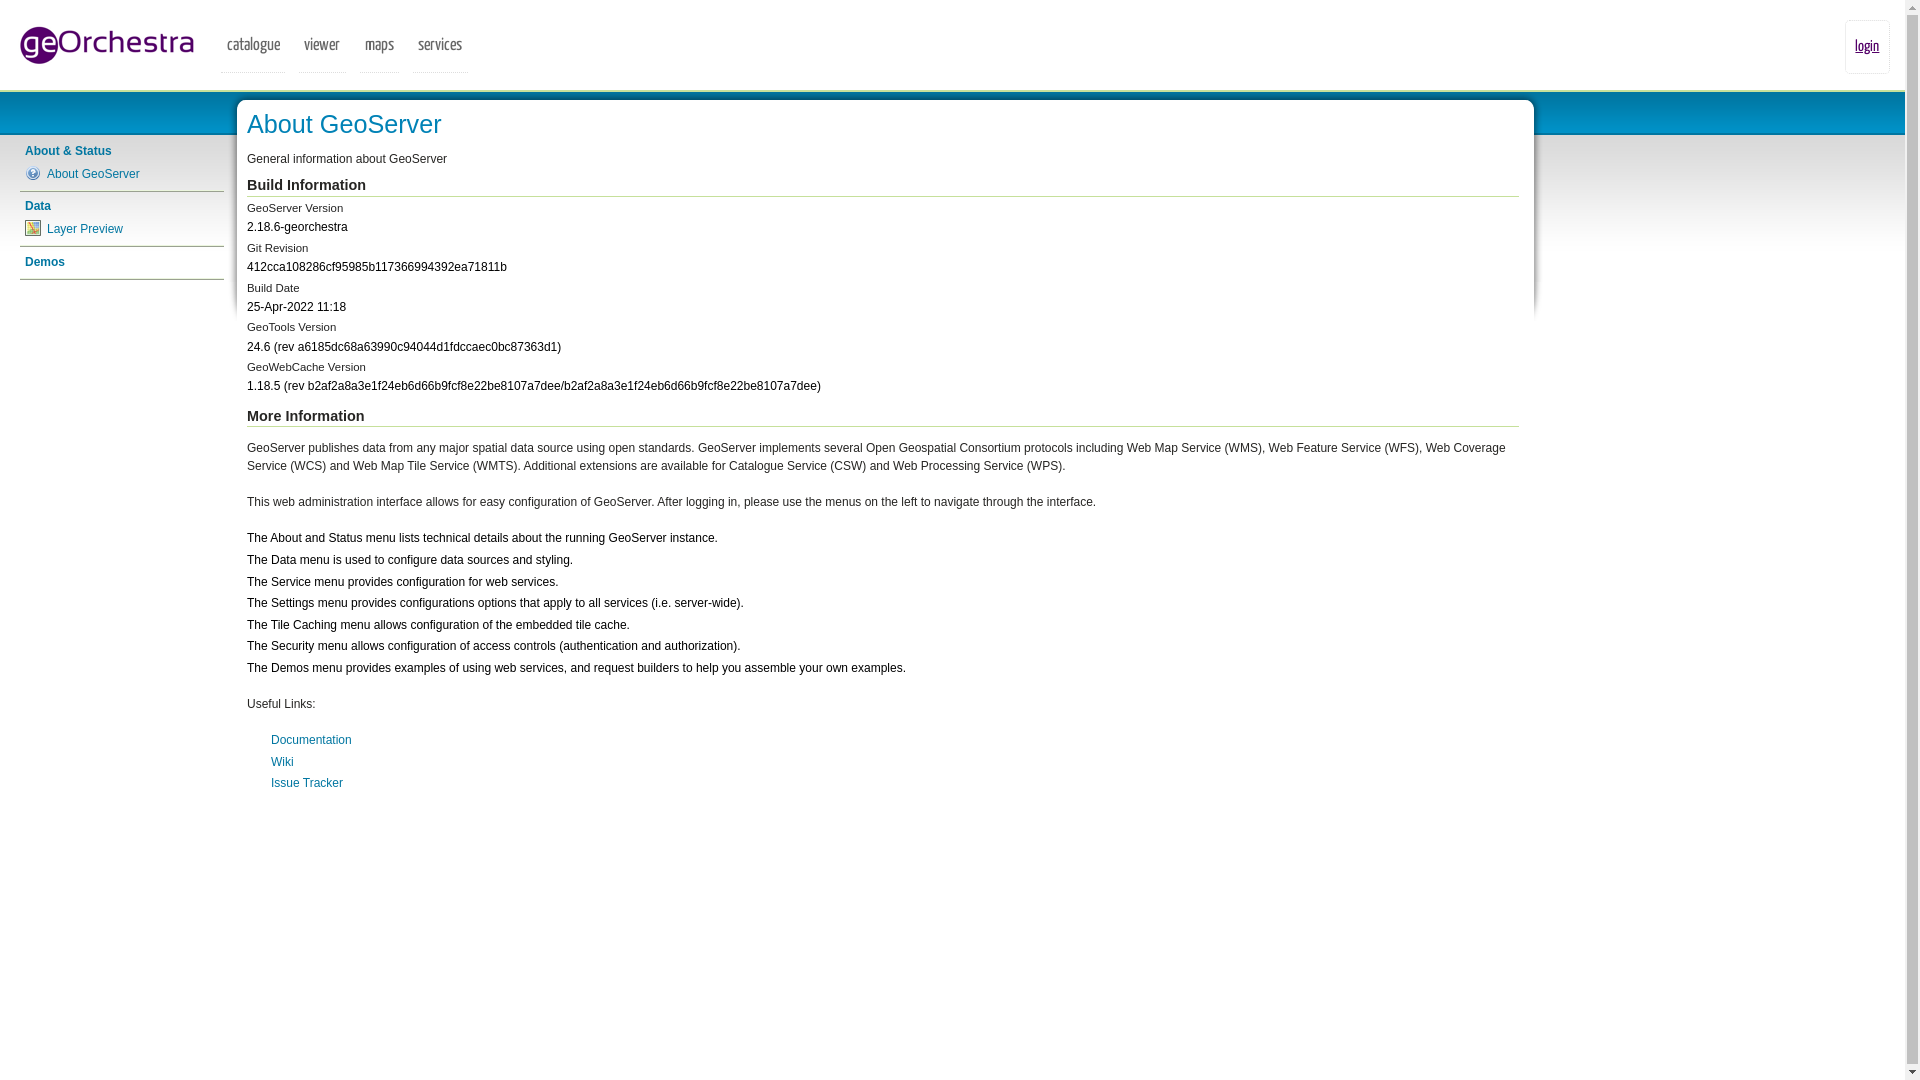 geOrchestra
catalogue
viewer
maps
services
login
About & Status
About GeoServer
Data
Layer Preview
Demos
About GeoServer
General information about GeoServer
Build Information
GeoServer Version
2.18.6-georchestra
Git Revision
412cca108286cf95985b117366994392ea71811b
Build Date
25-Apr-2022 11:18
GeoTools Version
24.6 (rev a6185dc68a63990c94044d1fdccaec0bc87363d1)
GeoWebCache Version
1.18.5 (rev b2af2a8a3e1f24eb6d66b9fcf8e22be8107a7dee/b2af2a8a3e1f24eb6d66b9fcf8e22be8107a7dee)
More Information
GeoServer publishes data from any major spatial data source using open standards. GeoServer implements several Open Geospatial Consortium protocols including Web Map Service (WMS), Web Feature Service (WFS), Web Coverage
Service (WCS) and Web Map Tile Service (WMTS). Additional extensions are available for Catalogue Service (CSW) and Web Processing Service (WPS).
This web administration interface allows for easy configuration of GeoServer. After logging in, please use the menus on the left to navigate through the interface.
The About and Status menu lists technical details about the running GeoServer instance.
The Data menu is used to configure data sources and styling.
The Service menu provides configuration for web services.
The Settings menu provides configurations options that apply to all services (i.e. server-wide).
The Tile Caching menu allows configuration of the embedded tile cache.
The Security menu allows configuration of access controls (authentication and authorization).
The Demos menu provides examples of using web services, and request builders to help you assemble your own examples.
Useful Links:
Documentation
Wiki
Issue Tracker